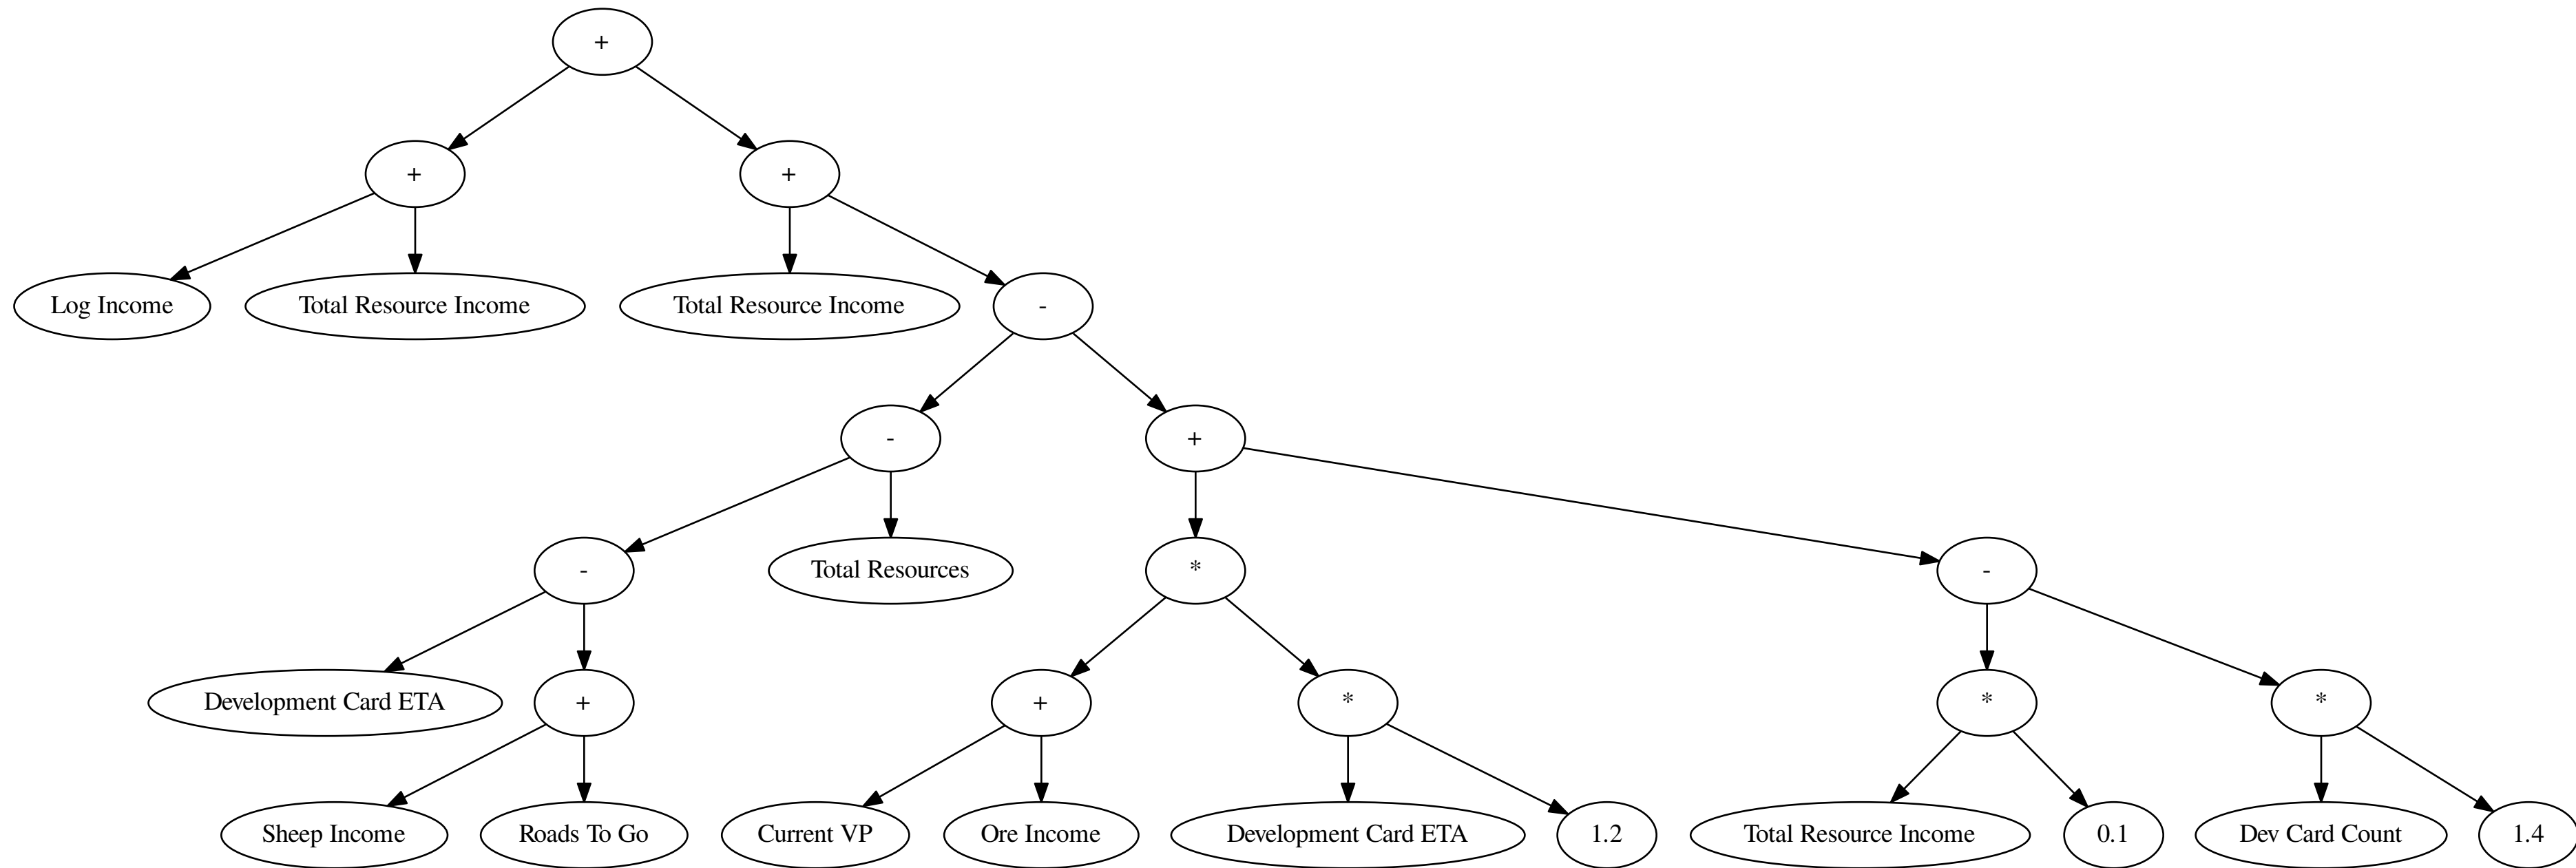 +
+
+
Log Income
Total Resource Income
Total Resource Income
-
-
+
-
Total Resources
*
-
Development Card ETA
+
+
*
*
*
Sheep Income
Roads To Go
Current VP
Ore Income
Development Card ETA
1.2
Total Resource Income
0.1
Dev Card Count
1.4